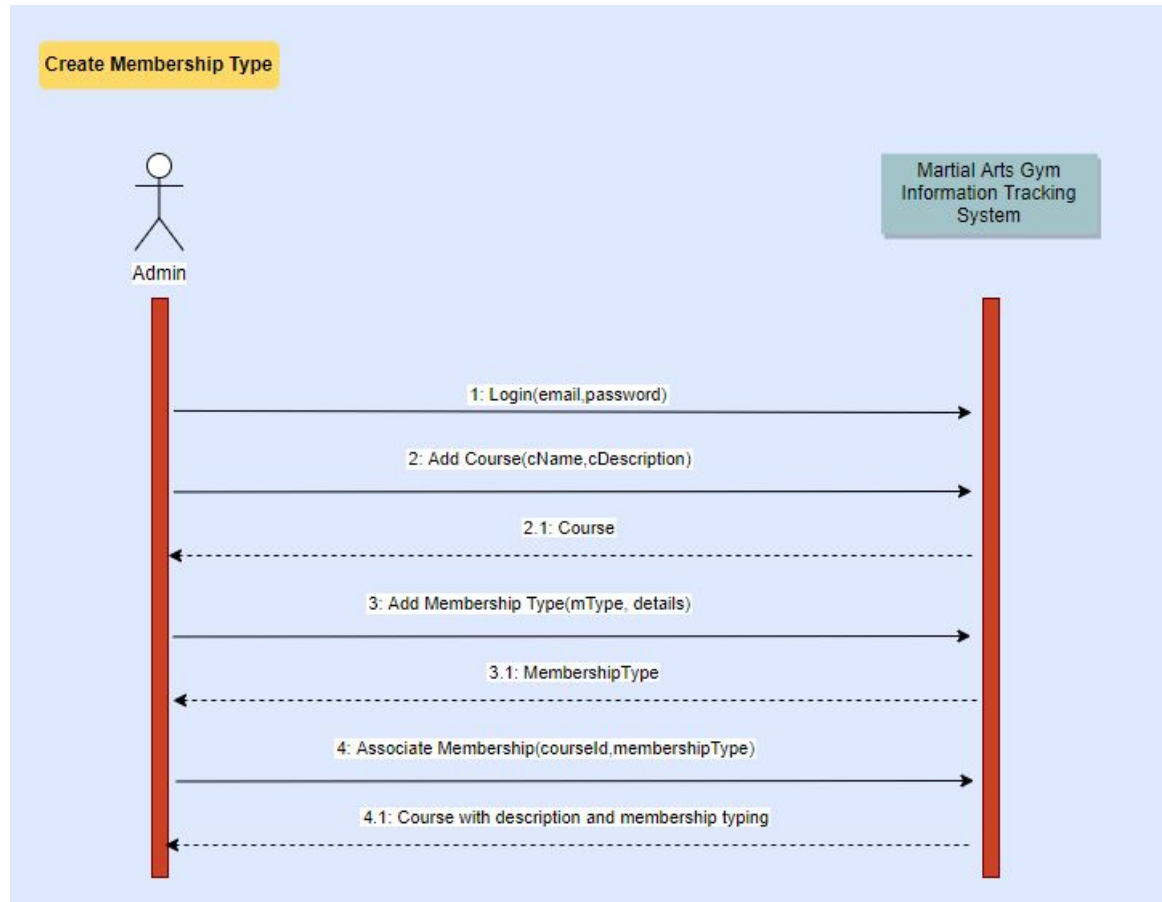 Create Membership Type
Martial Arts Gym
Information Tracking
System
Admin
1: Login(email,password)
2: Add Course(cName,cDescription)
2.1: Course
3: Add Membership Type(mType, details)
3.1: MembershipType
4: Associate Membership(courseId,membershipType)
4.1: Course with description and membership typing